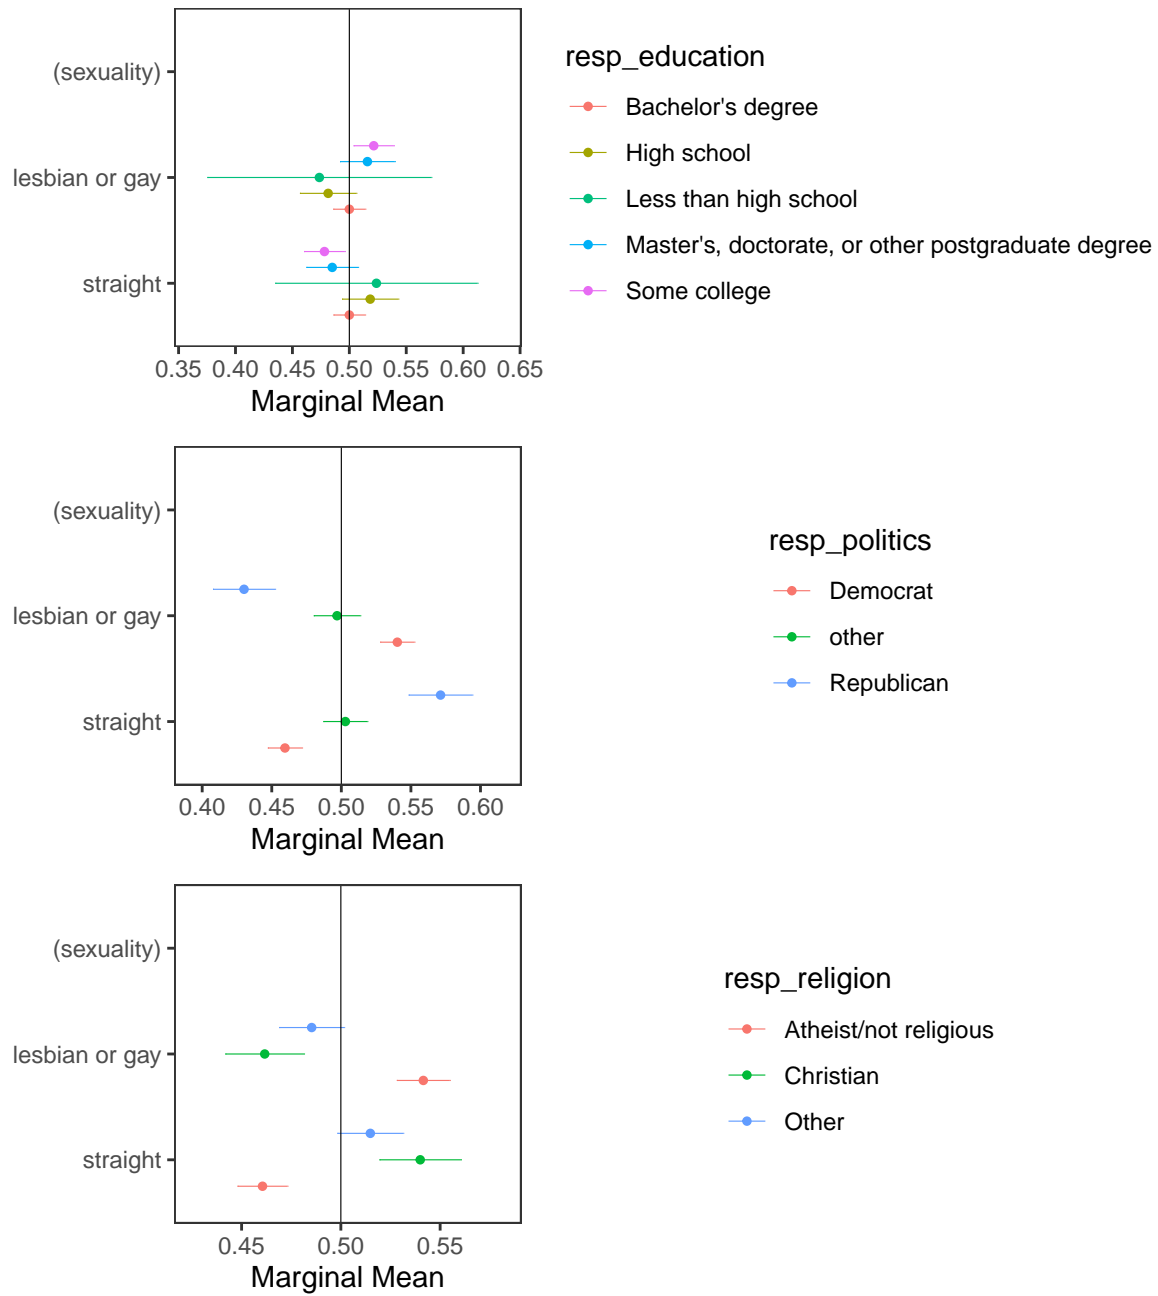 (sexuality)
lesbian or gay
straight
0.35 0.40 0.45 0.50 0.55 0.60 0.65
Marginal Mean
resp_education
Bachelor's degree
High school
Less than high school
Master's, doctorate, or other postgraduate degree
Some college
(sexuality)
lesbian or gay
straight
0.40 0.45 0.50 0.55 0.60
Marginal Mean
resp_politics
Democrat
other
Republican
(sexuality)
lesbian or gay
straight
0.45 0.50 0.55
Marginal Mean
resp_religion
Atheist/not religious
Christian
Other